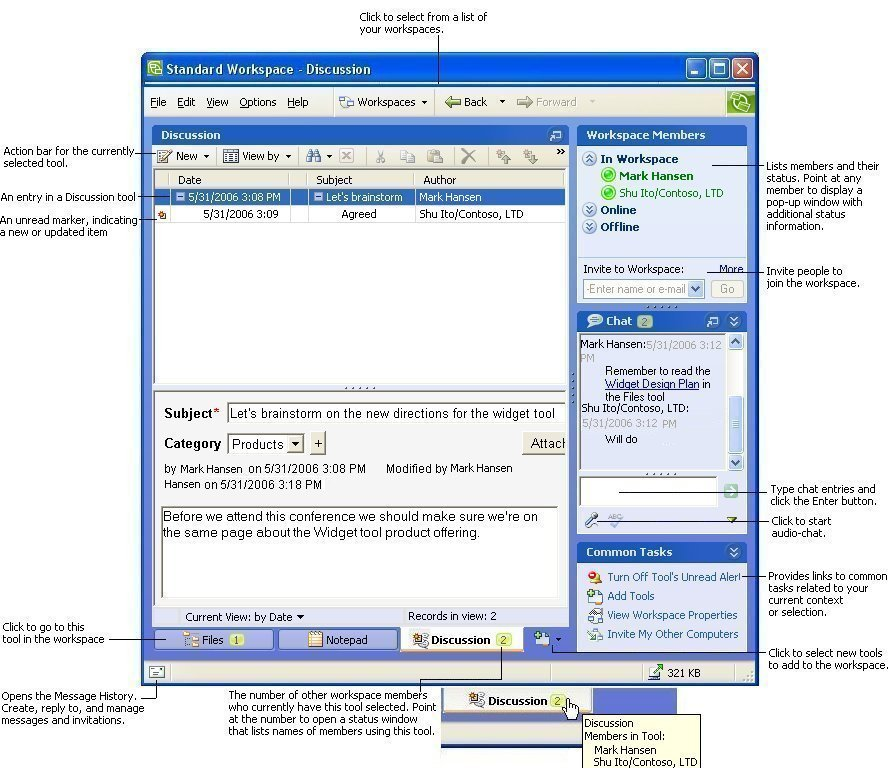 Click to select from a list of
your workspaces.
Standard Workspace - Discussion
File Edit View Options Help Workspaces Back Forward
Discussion
Action bar for the currently
selected tool.
New View by »
Date Subject Author
An entry in a Discussion tool
5/31/2006 3:08 PM Let's brainstorm Mark Hansen
An unread marker, indicating
a new or updated item
5/31/2006 3:09 Agreed Shu Ito/Contoso, LTD
Workspace Members
In Workspace
Mark Hansen
Shu Ito/Contoso, LTD
Online
Offline
Lists members and their
status. Point at any
member to display a
pop-up window with
additional status
information.
Invite to Workspace: More
-Enter name or e-mail Go
Invite people to
join the workspace.
Chat 2
Mark Hansen:5/31/2006 3:12
PM
Remember to read the
Widget Design Plan in
the Files tool
Shu Ito/Contoso, LTD:
5/31/2006 3:12 PM
Will do
Type chat entries and
click the Enter button.
ABC
Click to start
audio-chat.
Subject* Let's brainstorm on the new directions for the widget tool
Category Products + Attach
by Mark Hansen on 5/31/2006 3:08 PM Modified by Mark Hansen
Hansen on 5/31/2006 3:18 PM
Before we attend this conference we should make sure we're on
the same page about the Widget tool product offering.
Common Tasks
Turn Off Tool's Unread Alert
Add Tools
View Workspace Properties
Invite My Other Computers
Provides links to common
tasks related to your
current context
or selection.
Current View: by Date Records in view: 2
Click to go to this
tool in the workspace
Files 1 Notepad Discussion 2
Click to select new tools
to add to the workspace.
321 KB
Opens the Message History.
Create, reply to, and manage
messages and invitations.
The number of other workspace members
who currently have this tool selected. Point
at the number to open a status window
that lists names of members using this tool.
Discussion 2
Discussion
Members in Tool:
Mark Hansen
Shu Ito/Contoso, LTD